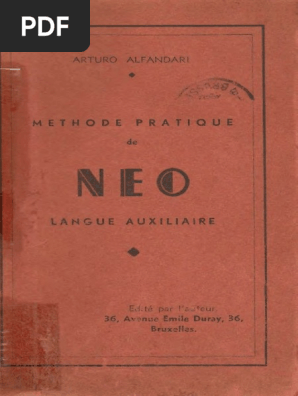 PDF
ARTURO ALFANDARI
METHODE PRATIQUE
de
NEO
LANGUE AUXILIAIRE
Edité par l'auteur
36, Avenue Emile Duray, 36,
Bruxelles.